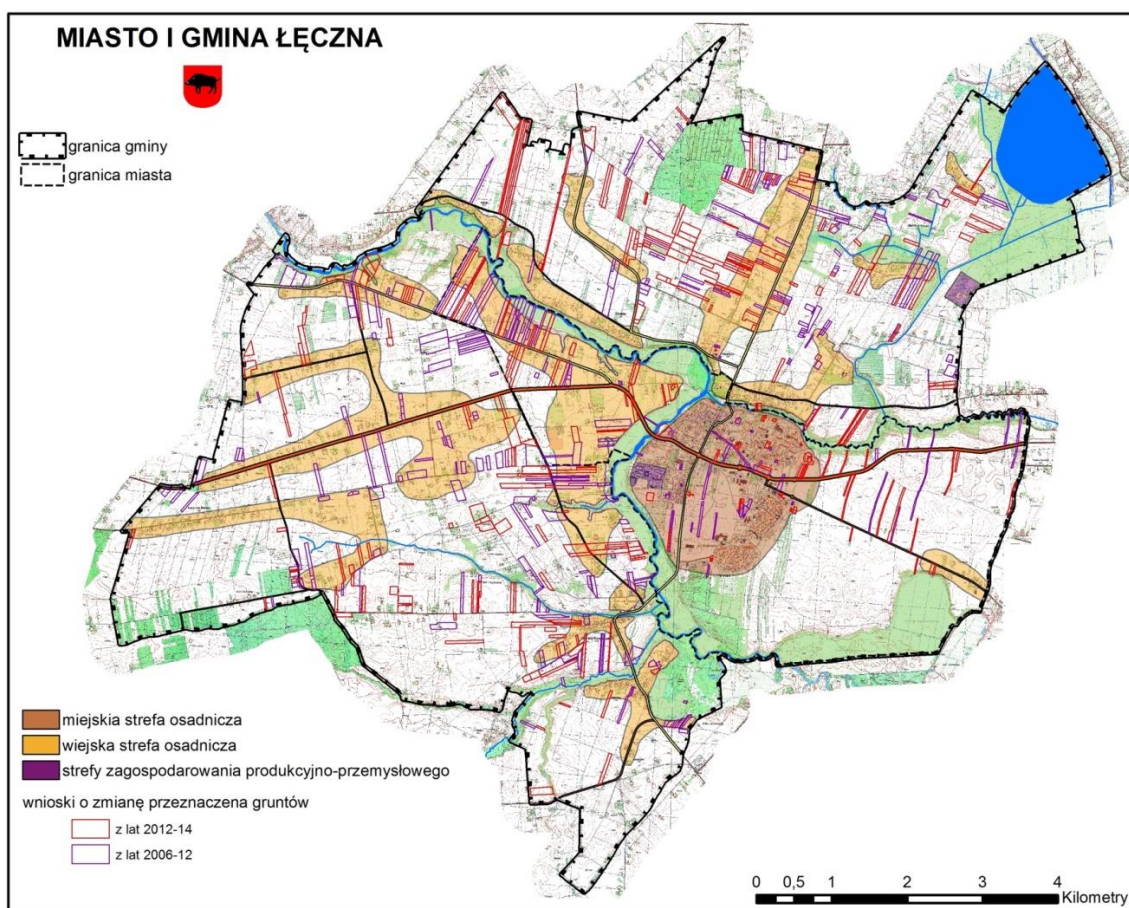 MIASTO I GMINA ŁĘCZNA
granica gminy
granica miasta
miejskia strefa osadnicza
wiejska strefa osadnicza
strefy zagospodarowania produkcyjno-przemysłowego
wnioski o zmianę przeznaczena gruntów
z lat 2012-14
z lat 2006-12
0 0,5 1 2 3 4
Kilometry